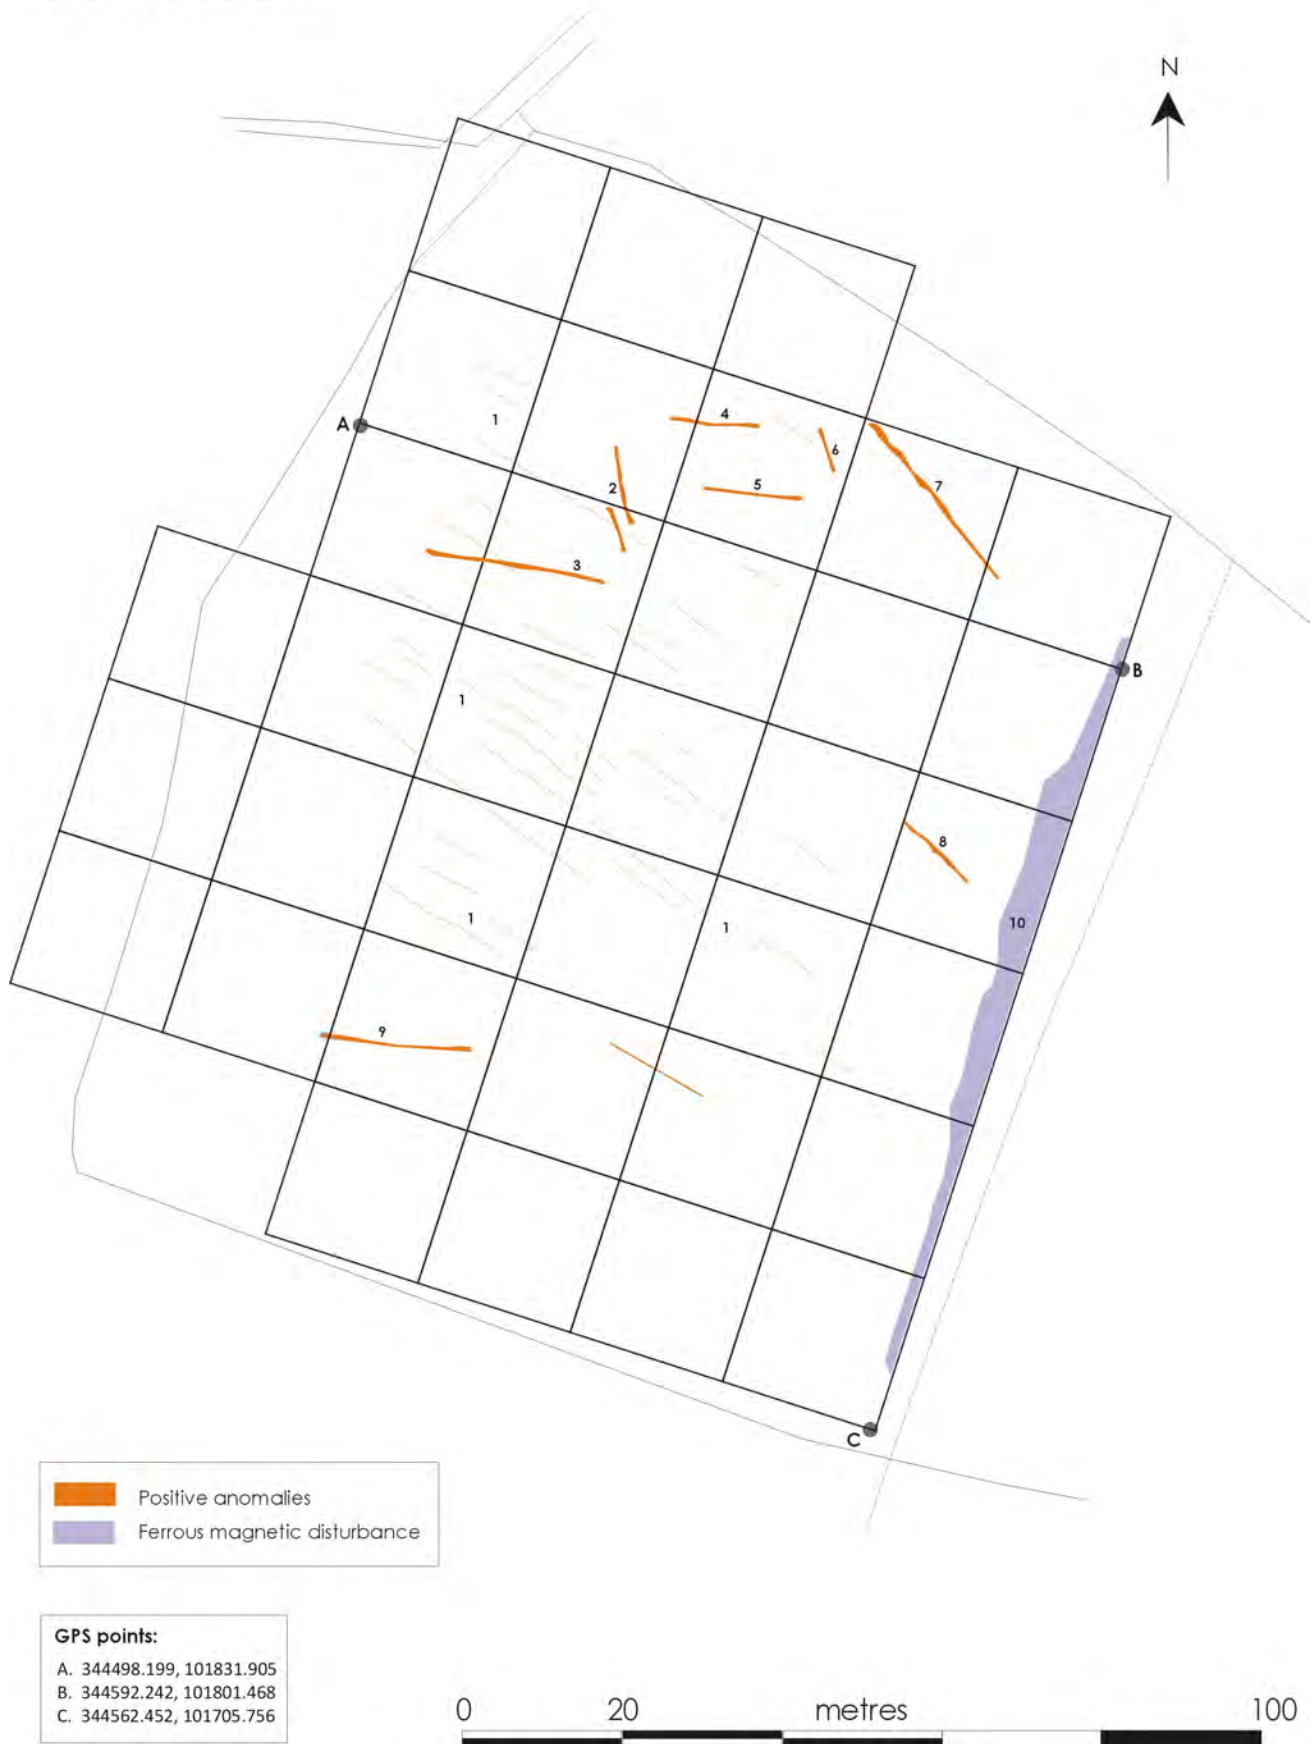 N
1
4
A
6
2
5
7
3
B
1
8
10
1
1
9
C
Positive anomalies
Ferrous magnetic disturbance
GPS points:
A. 344498.199, 101831.905
B. 344592.242, 101801.468
C. 344562.452, 101705.756
0 20 metres 100